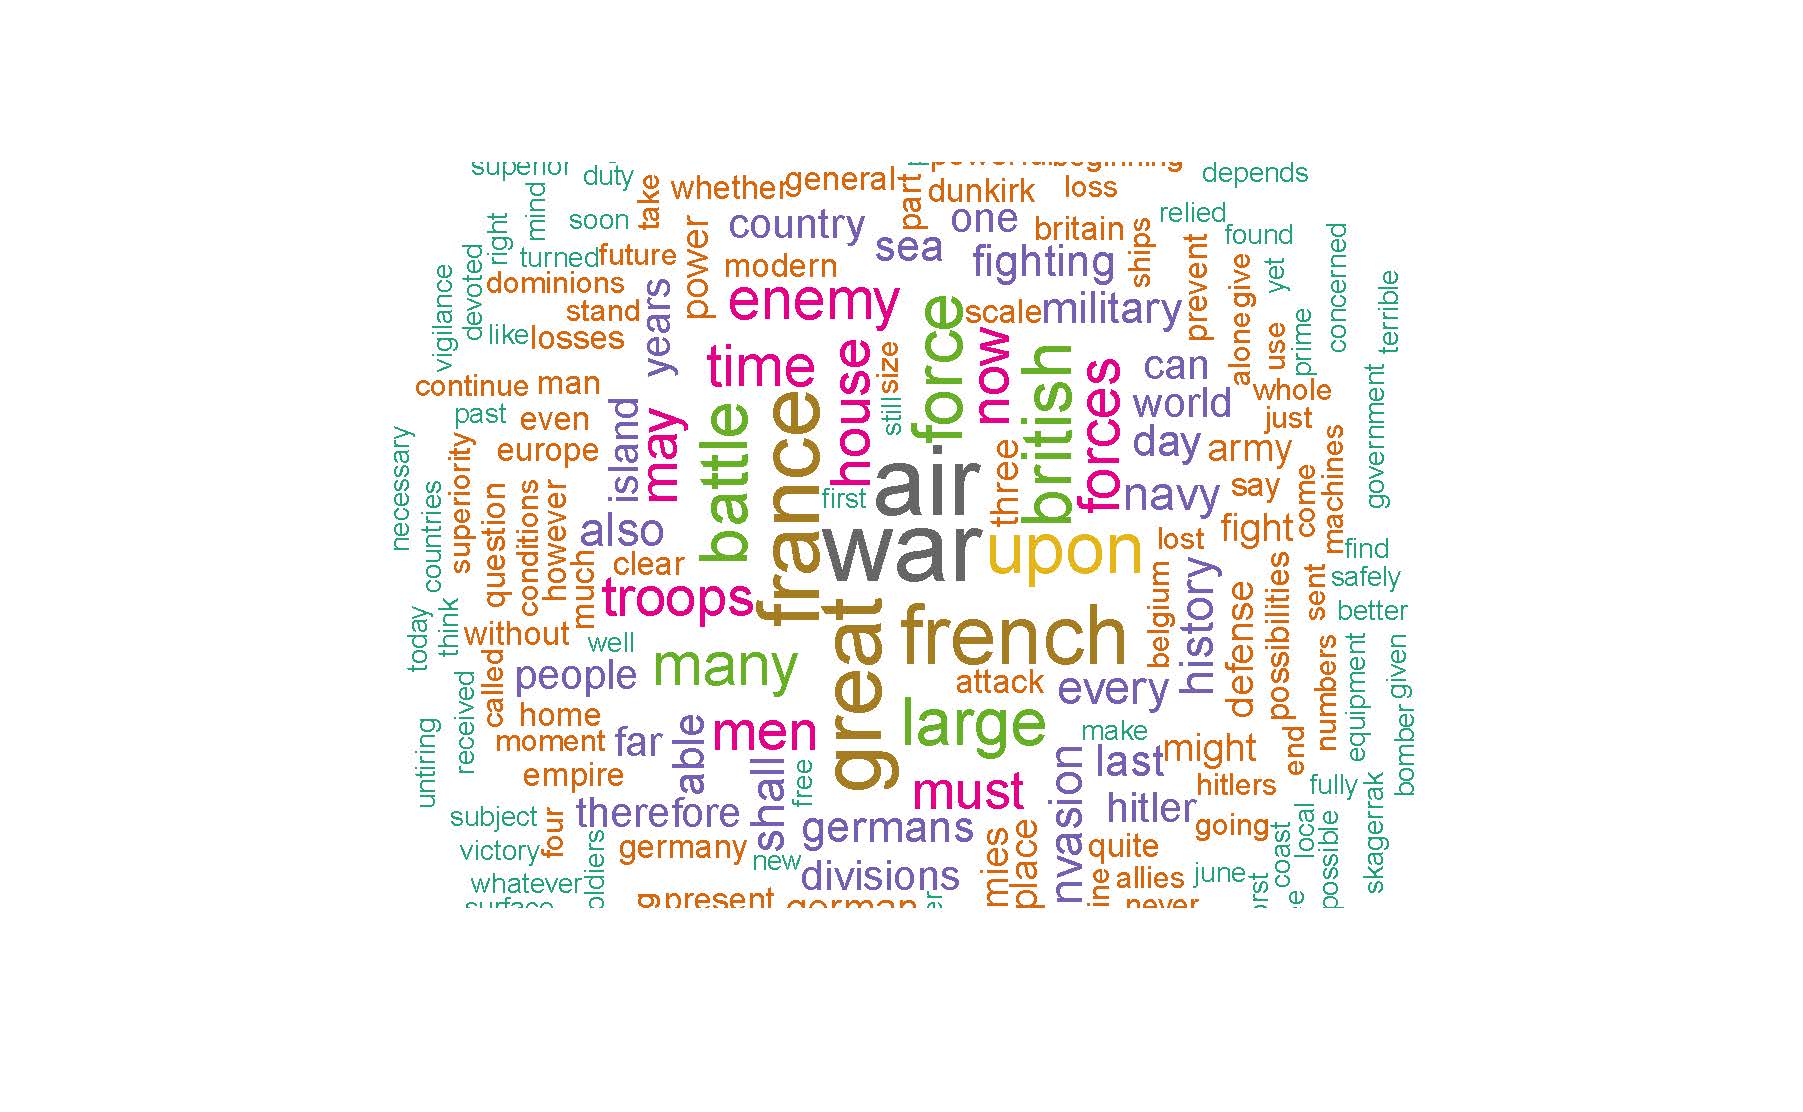 superior
duty
take
whether
general
part
dunkirk
loss
depends
mind
right
soon
power
country
one
sea
britain
ships
relied
found
turned
future
modern
fighting
prevent
give
yet
concerned
vigilance
devoted
dominions
stand
like
losses
years
enemy
force
scale
military
alone
use
prime
terrible
continue
man
time
house
size
still
now
british
forces
can
world
whole
just
past
even
europe
island
may
battle
france
first
air
three
day
army
navy
say
come
machines
government
necessary
countries
superiority
question
conditions
however
much
also
clear
troops
war
upon
lost
fight
find
safely
today
think
without
well
great
french
belgium
history
defense
possibilities
sent
better
received
called
people
many
attack
every
numbers
equipment
given
untiring
home
moment
far
able
men
large
make
last
might
end
bomber
empire
shall
free
must
invasion
hitlers
fully
skagerrak
subject
four
therefore
germans
hitler
going
coast
local
possible
victory
germany
new
place
quite
whatever
divisions
allies
june
surface
present
german
never